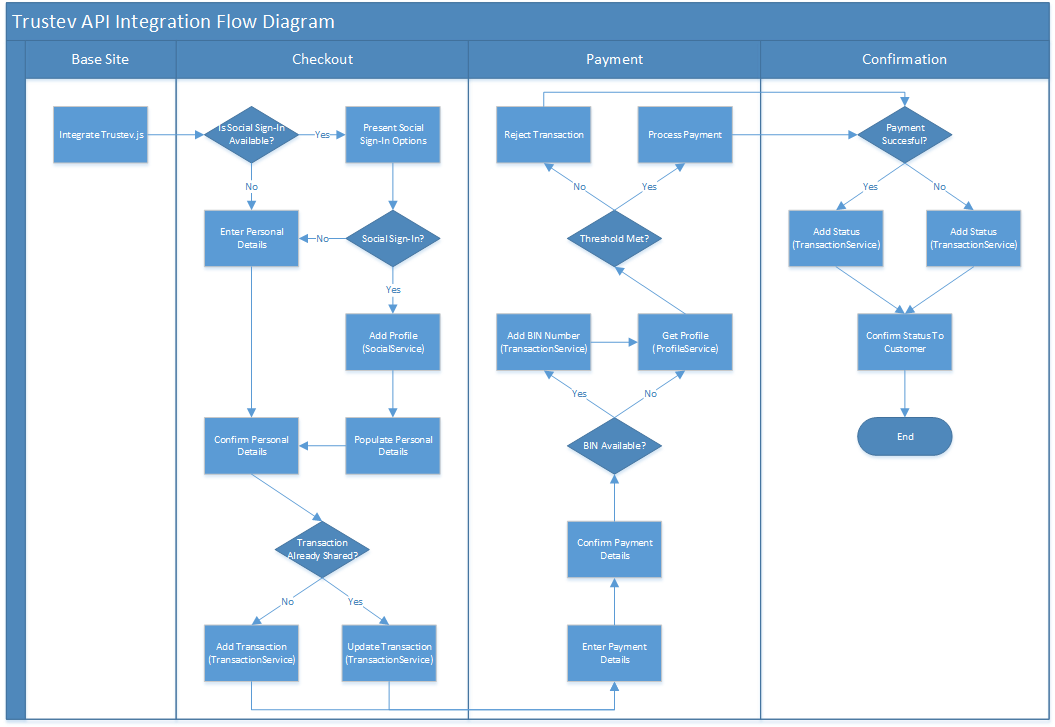 Trustev API Integration Flow Diagram
Base Site
Checkout
Payment
Confirmation
Integrate Trustev.js
Is Social Sign-In
Available?
Yes
Present Social
Sign-In Options
No
Enter Personal
Details
No
Social Sign-In?
Yes
Add Profile
(SocialService)
Confirm Personal
Details
Populate Personal
Details
Transaction
Already Shared?
No
Yes
Add Transaction
(TransactionService)
Update Transaction
(TransactionService)
Reject Transaction
Process Payment
No
Yes
Threshold Met?
Add BIN Number
(TransactionService)
Get Profile
(ProfileService)
Yes
No
BIN Available?
Confirm Payment
Details
Enter Payment
Details
Payment
Succesful?
Yes
No
Add Status
(TransactionService)
Add Status
(TransactionService)
Confirm Status To
Customer
End